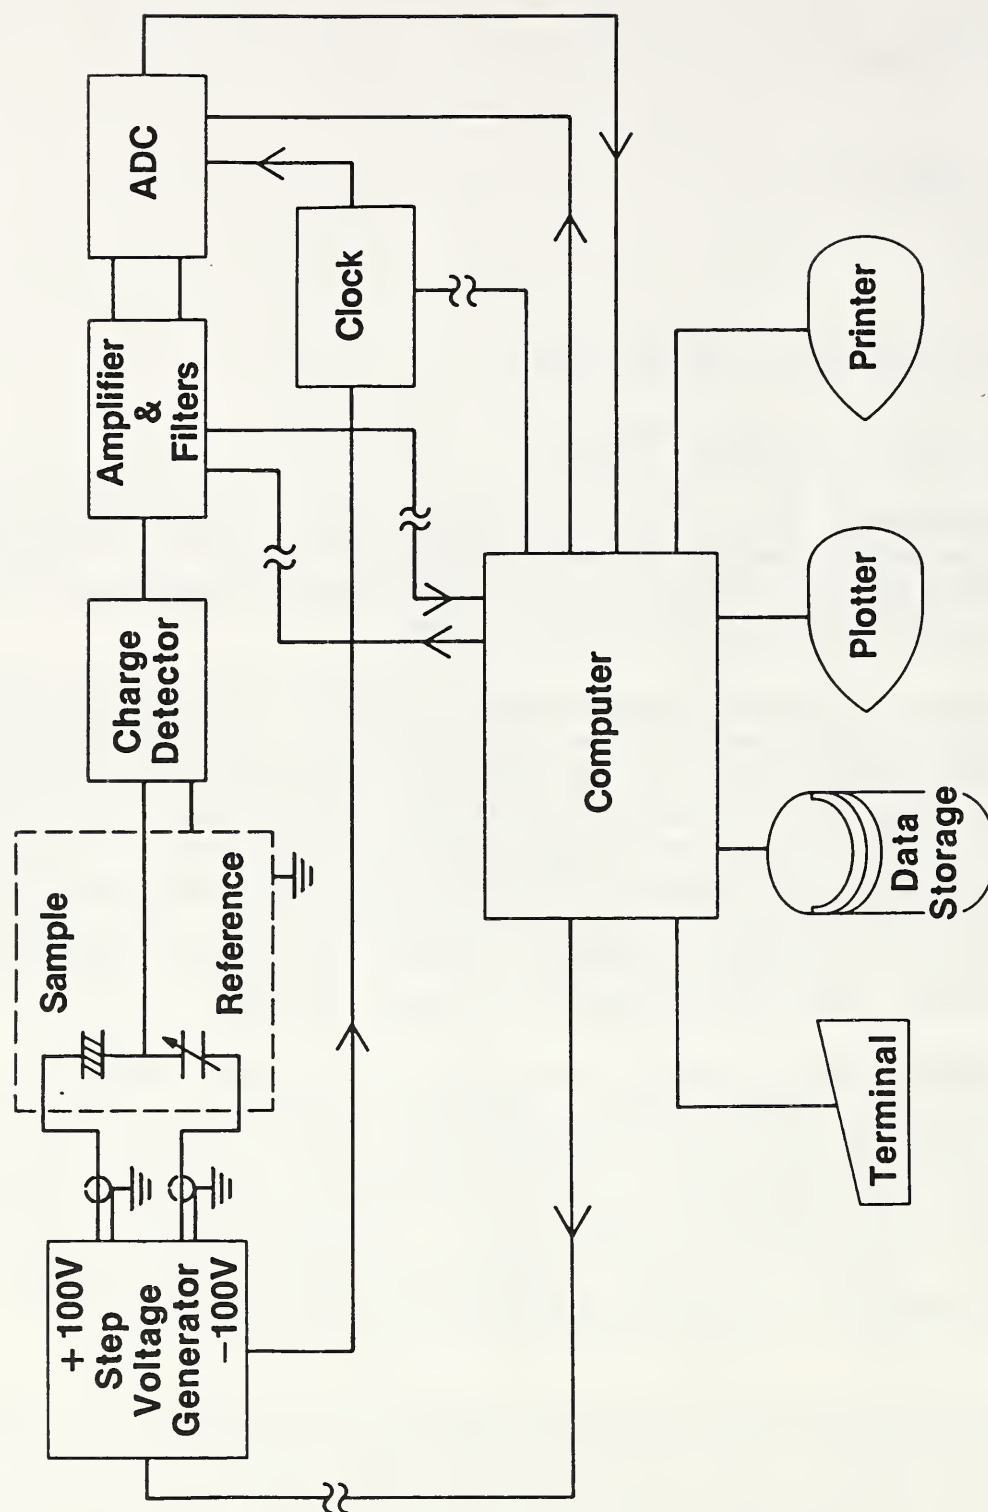 + 100V
Step
Voltage
Generator
−100V
Sample
Reference
Charge
Detector
Amplifier
&
Filters
ADC
Clock
Computer
Terminal
Data
Storage
Plotter
Printer